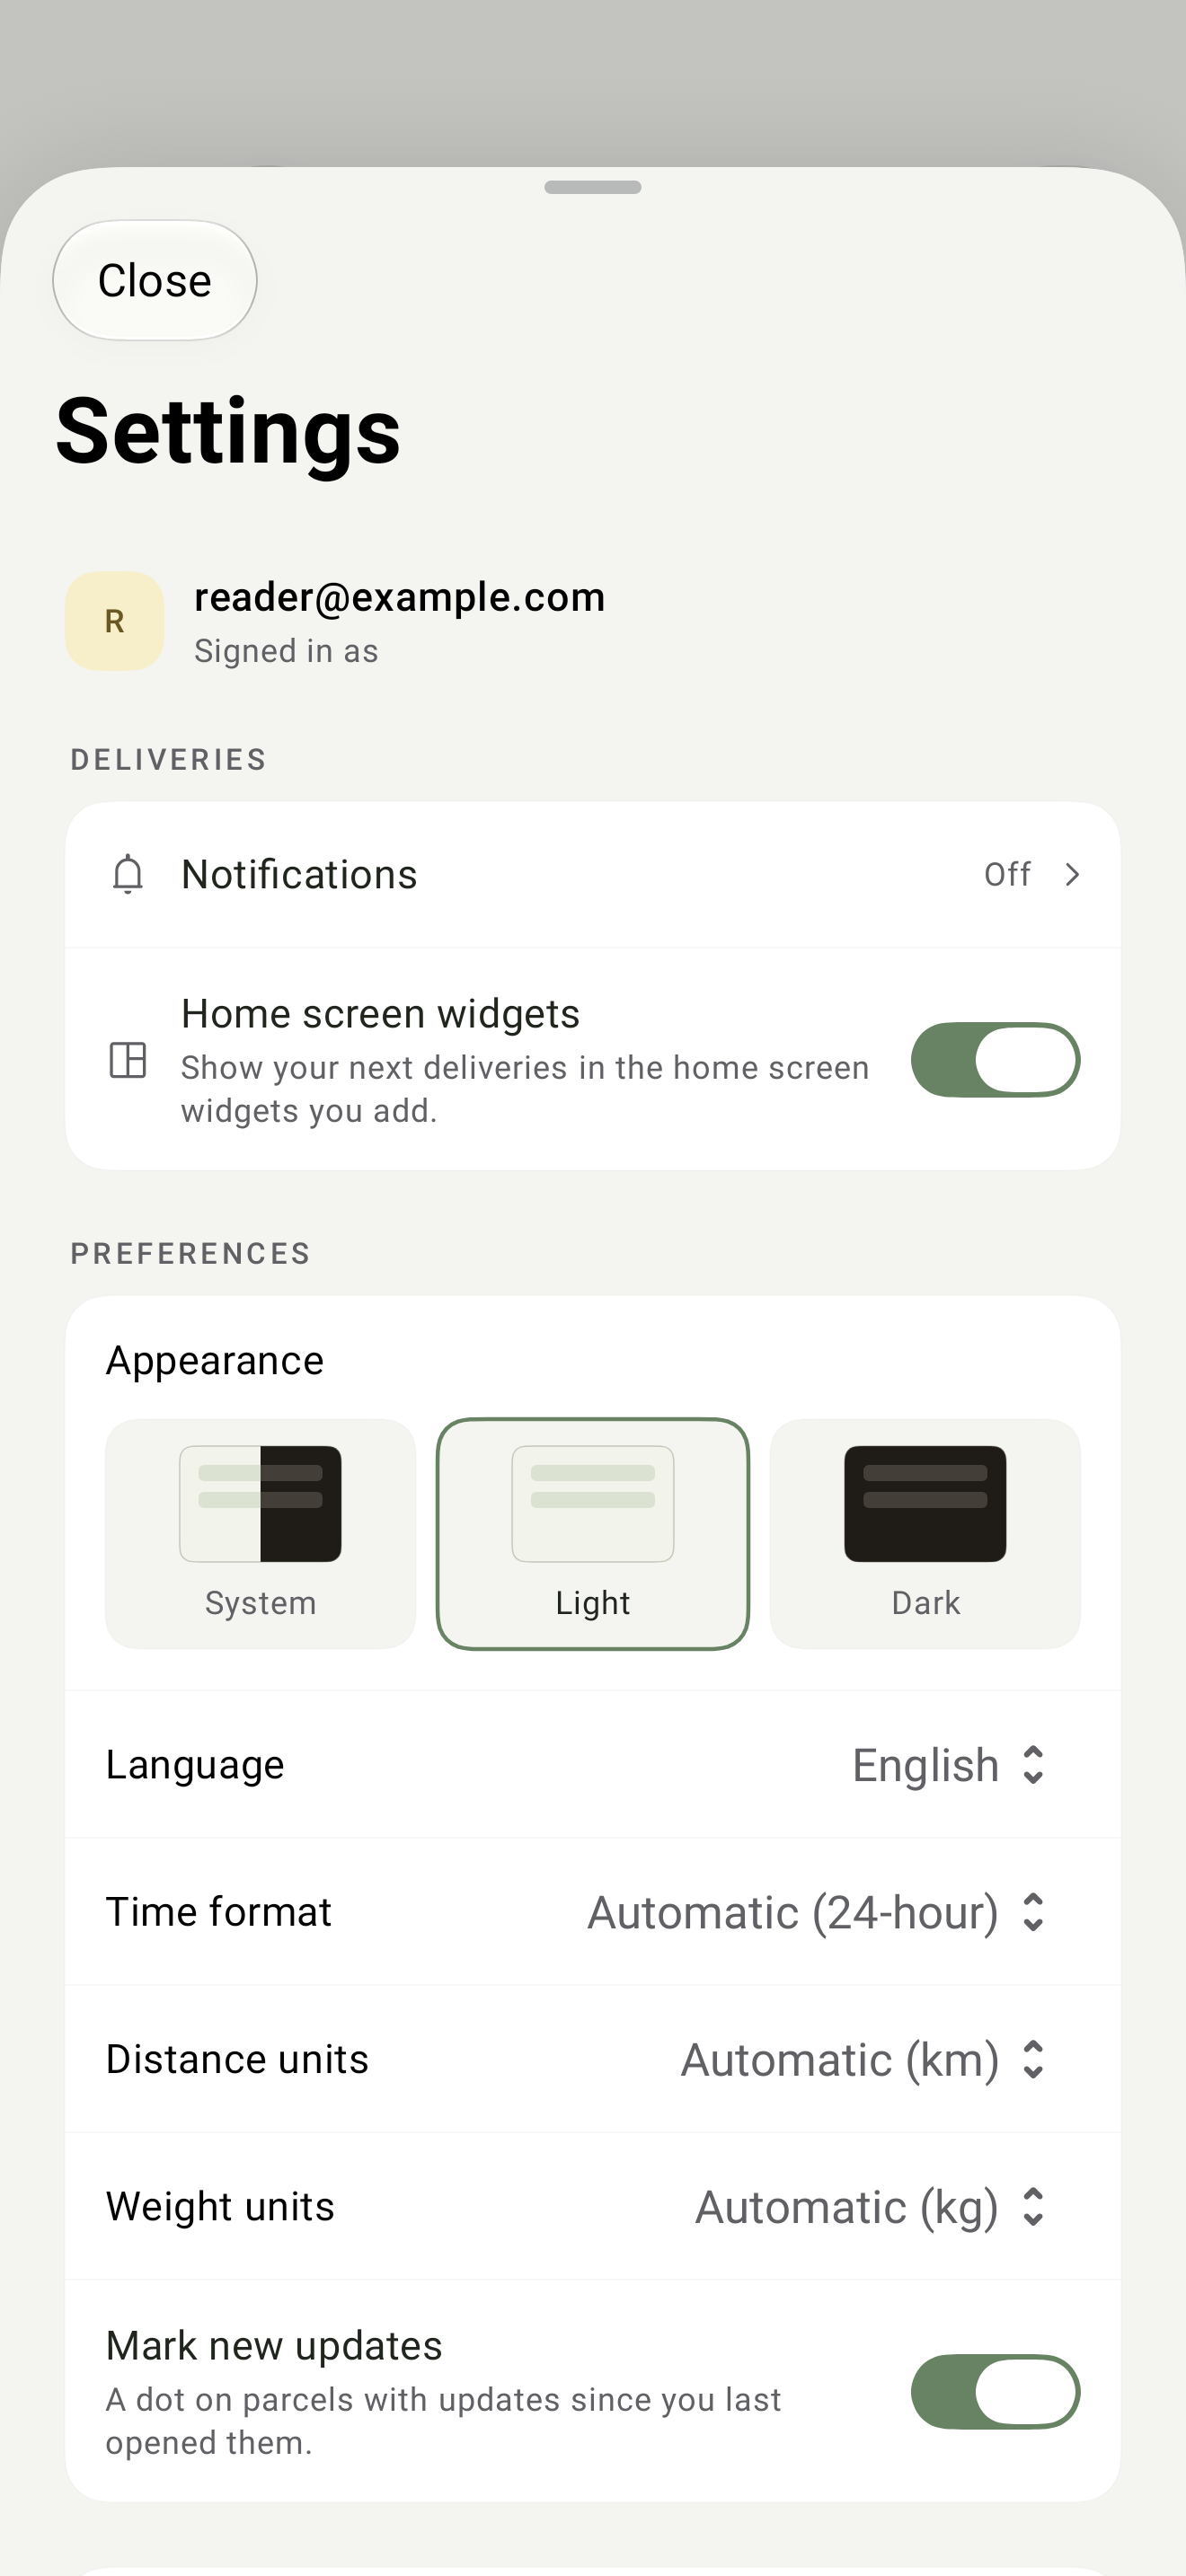 Close
Settings
R
reader@example.com
Signed in as
DELIVERIES
Notifications
Off
Home screen widgets
Show your next deliveries in the home screen
widgets you add.
PREFERENCES
Appearance
System
Light
Dark
Language
English
Time format
Automatic (24-hour)
Distance units
Automatic (km)
Weight units
Automatic (kg)
Mark new updates
A dot on parcels with updates since you last
opened them.